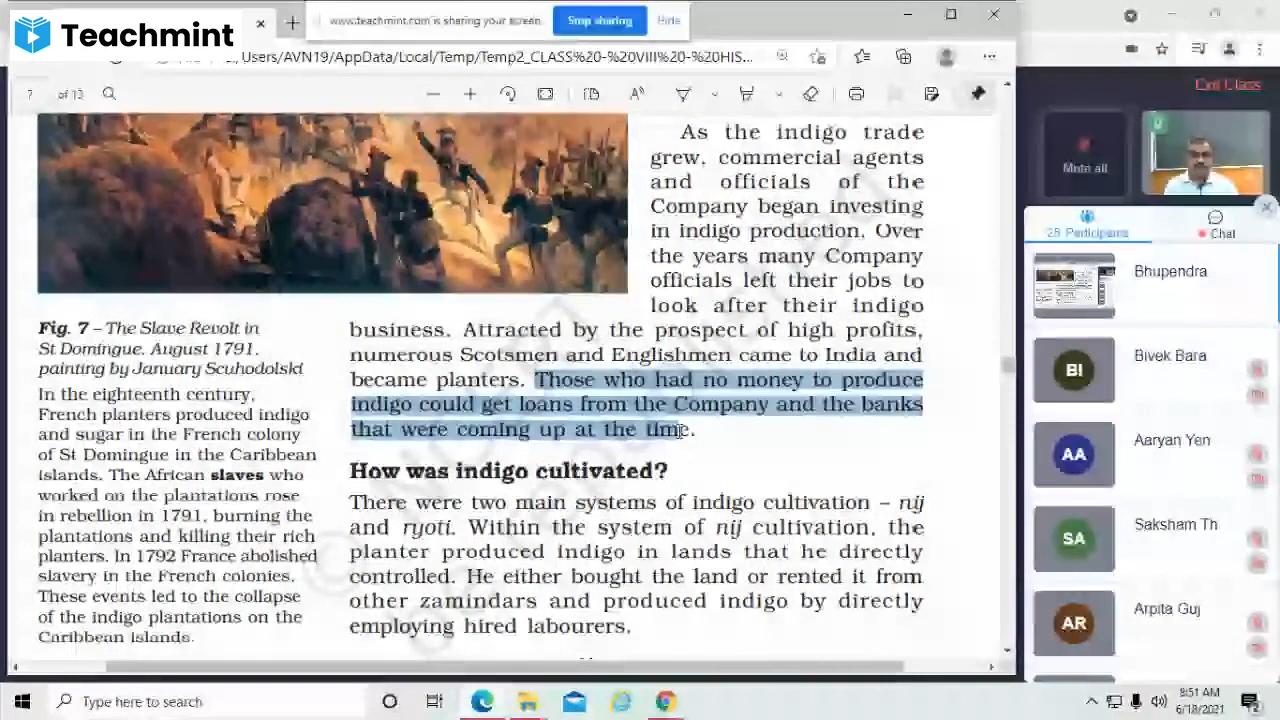 Teachmint
www.teachmint.com is sharing your screen.
Stop sharing
Hide
Users/AVN19/AppData/Local/Temp/Temp2_CLASS%20-%20VIII%20-%20HIS...
of 13
End Class
Mute all
As the indigo trade
grew, commercial agents
and officials of the
Company began investing
in indigo production. Over
the years many Company
officials left their jobs to
look after their indigo
business. Attracted by the prospect of high profits,
numerous Scotsmen and Englishmen came to India and
became planters. Those who had no money to produce
indigo could get loans from the Company and the banks
that were coming up at the time.
How was indigo cultivated?
There were two main systems of indigo cultivation – nij
and ryoti. Within the system of nij cultivation, the
planter produced indigo in lands that he directly
controlled. He either bought the land or rented it from
other zamindars and produced indigo by directly
employing hired labourers.
Fig. 7 – The Slave Revolt in
St Domingue, August 1791,
painting by January Scuhodolski
In the eighteenth century,
French planters produced indigo
and sugar in the French colony
of St Domingue in the Caribbean
islands. The African slaves who
worked on the plantations rose
in rebellion in 1791, burning the
plantations and killing their rich
planters. In 1792 France abolished
slavery in the French colonies.
These events led to the collapse
of the indigo plantations on the
Caribbean islands.
28 Participants
Chat
Bhupendra
BI
Bivek Bara
AA
Aaryan Yen
SA
Saksham Th
AR
Arpita Guj
Type here to search
8:51 AM
6/18/2021